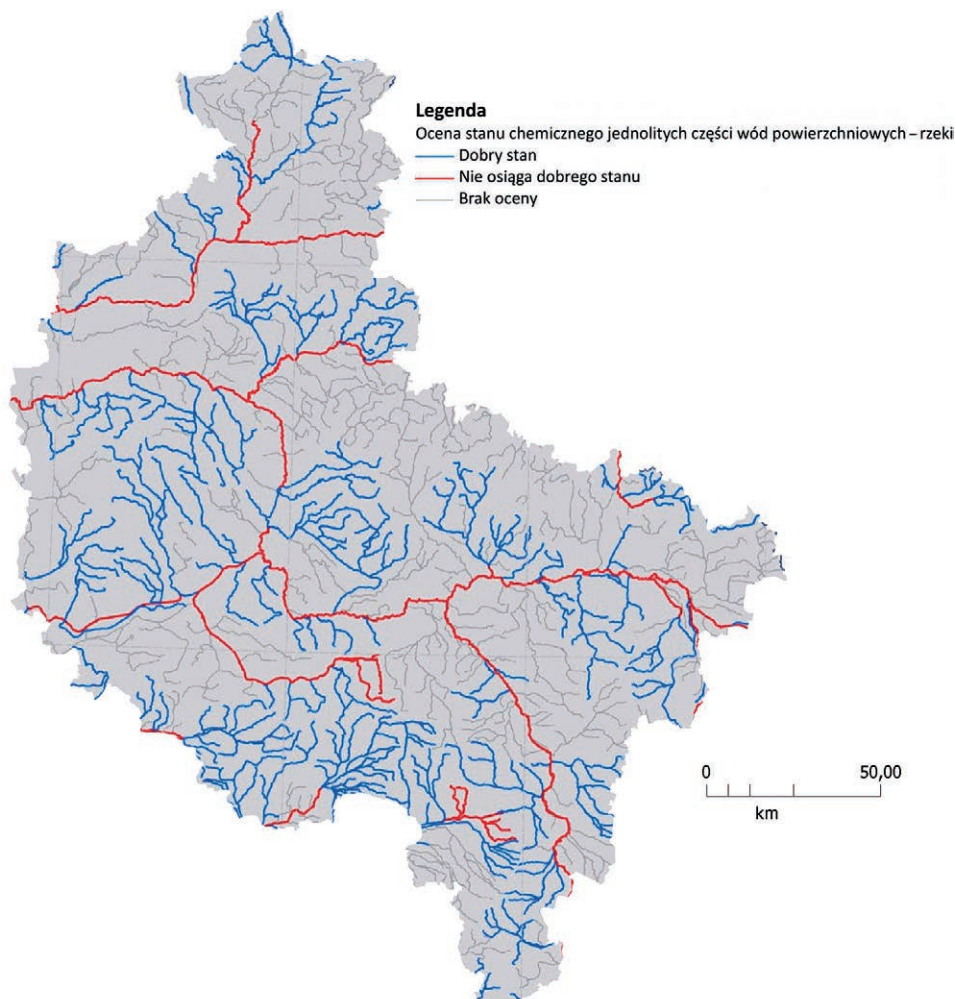 Legenda
Ocena stanu chemicznego jednolitych części wód powierzchniowych – rzeki
Dobry stan
Nie osiąga dobrego stanu
Brak oceny
0 50,00
km